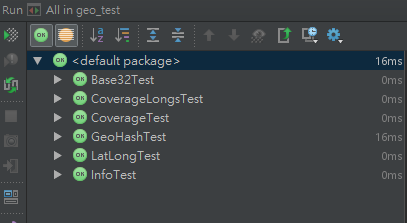 Run All in geo_test
OK <default package> 16ms
OK Base32Test 0ms
OK CoverageLongsTest 0ms
OK CoverageTest 0ms
OK GeoHashTest 16ms
OK LatLongTest 0ms
OK InfoTest 0ms